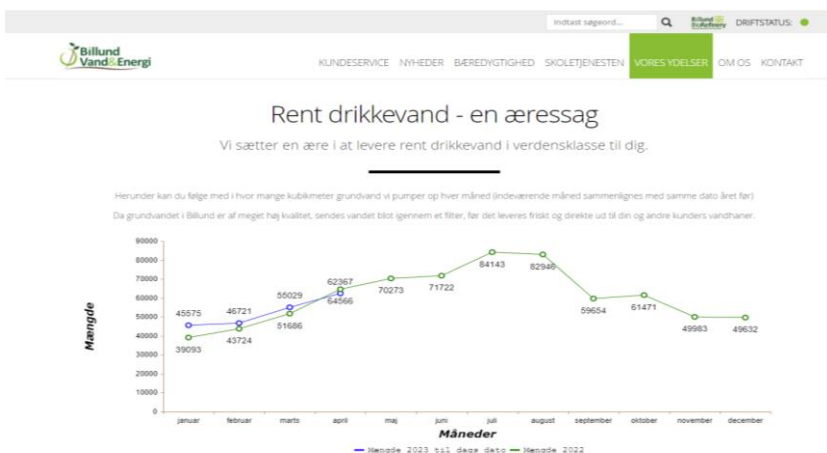 Indtast søgeord...
Billund BioRefinery
DRIFTSTATUS:
Billund
Vand&Energi
KUNDESERVICE NYHEDER BÆREDYGTIGHED SKOLETJENESTEN VORES YDELSER OM OS KONTAKT
Rent drikkevand - en æressag
Vi sætter en ære i at levere rent drikkevand i verdensklasse til dig.
Herunder kan du følge med i hvor mange kubikmeter grundvand vi pumper op hver måned (indeværende måned sammenlignes med samme dato året før)
Da grundvandet i Billund er af meget høj kvalitet, sendes vandet blot igennem et filter, før det leveres friskt og direkte ud til din og andre kunders vandhaner.
90000
80000
70000
60000
50000
40000
30000
20000
10000
0
Mængde
45575 46721 55029 62367
39093 43724 51686 64566 70273 71722 84143 82946 59654 61471 49983 49632
januar februar marts april maj juni juli august september oktober november december
Måneder
Mængde 2023 til dags dato Mængde 2022